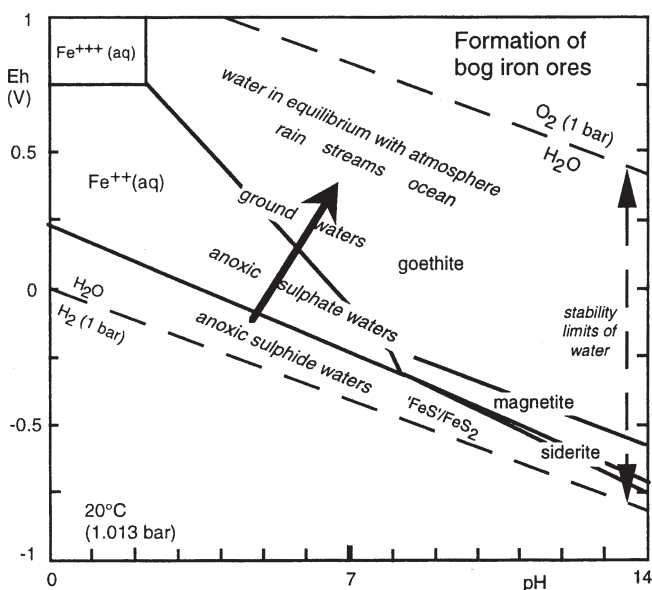 Formation of
bog iron ores
1
Fe+++ (aq)
Eh
(V)
water in equilibrium with atmosphere
rain streams ocean
O2 (1 bar)
H2O
0.5
Fe++(aq)
ground waters
anoxic sulphate waters
goethite
0
H2O
H2 (1 bar)
anoxic sulphide waters
stability
limits of
water
'FeS'/FeS2
magnetite
siderite
-0.5
20°C
(1.013 bar)
-1
0
7
pH
14